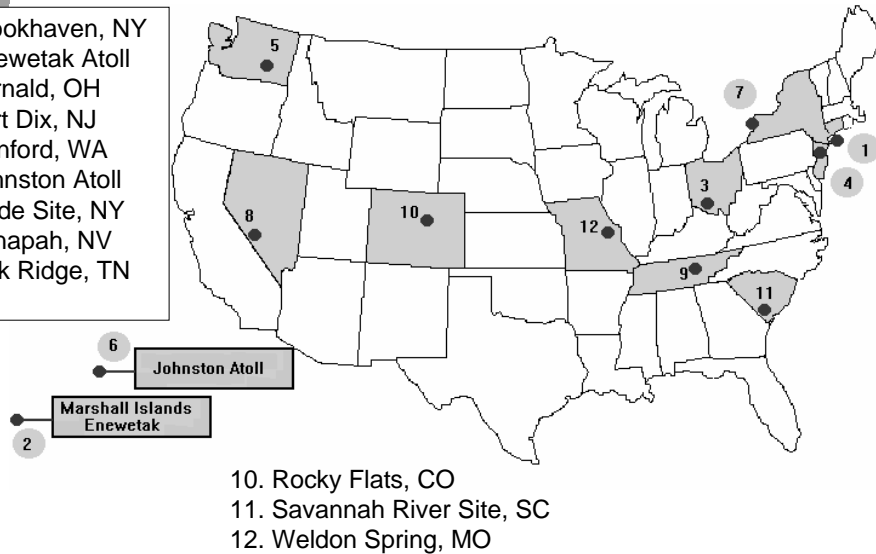 ookhaven, NY
ewetak Atoll
rnald, OH
rt Dix, NJ
nford, WA
hnston Atoll
de Site, NY
napah, NV
k Ridge, TN
5
7
1
4
3
8
10
12
9
11
6
Johnston Atoll
Marshall Islands
Enewetak
2
10. Rocky Flats, CO
11. Savannah River Site, SC
12. Weldon Spring, MO